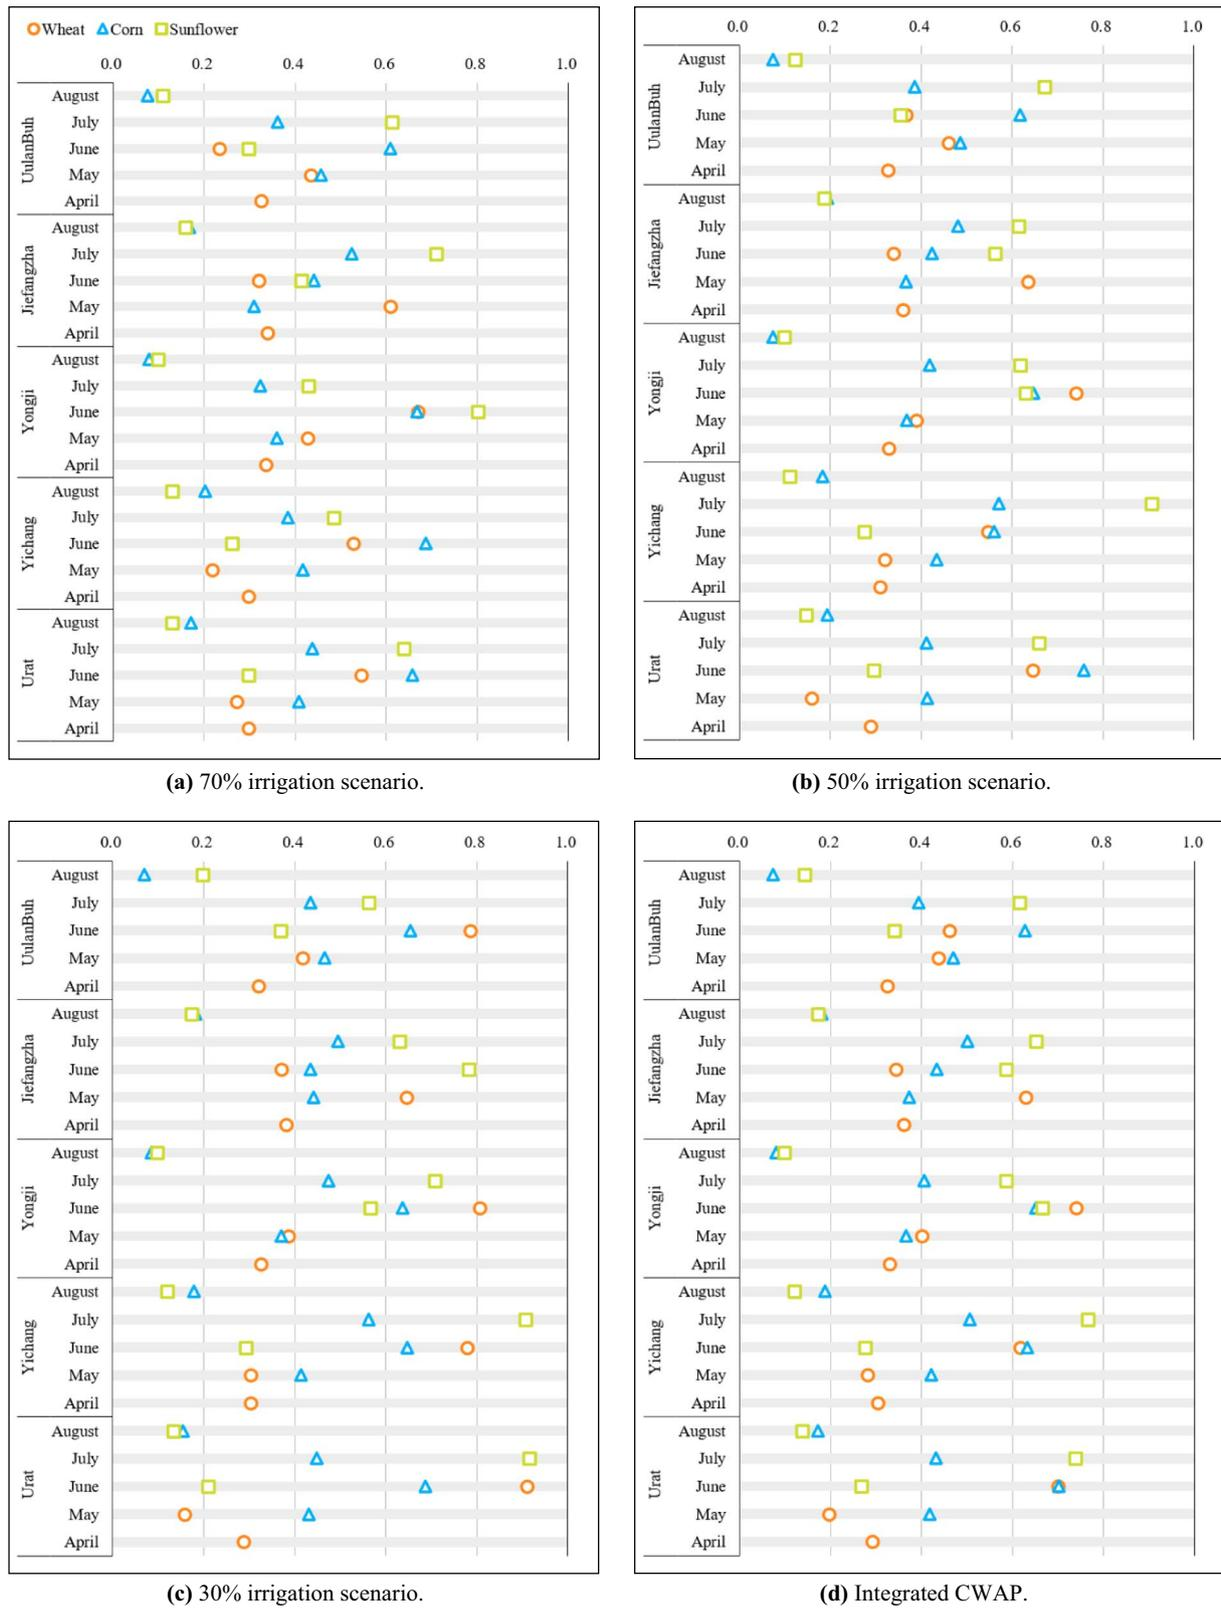 Wheat Corn Sunflower
0.0 0.2 0.4 0.6 0.8 1.0
UulanBuh
August
July
June
May
April
Jiefangzha
August
July
June
May
April
Yongji
August
July
June
May
April
Yichang
August
July
June
May
April
Urat
August
July
June
May
April
(a) 70% irrigation scenario.
0.0 0.2 0.4 0.6 0.8 1.0
UulanBuh
August
July
June
May
April
Jiefangzha
August
July
June
May
April
Yongji
August
July
June
May
April
Yichang
August
July
June
May
April
Urat
August
July
June
May
April
(b) 50% irrigation scenario.
0.0 0.2 0.4 0.6 0.8 1.0
UulanBuh
August
July
June
May
April
Jiefangzha
August
July
June
May
April
Yongji
August
July
June
May
April
Yichang
August
July
June
May
April
Urat
August
July
June
May
April
(c) 30% irrigation scenario.
0.0 0.2 0.4 0.6 0.8 1.0
UulanBuh
August
July
June
May
April
Jiefangzha
August
July
June
May
April
Yongji
August
July
June
May
April
Yichang
August
July
June
May
April
Urat
August
July
June
May
April
(d) Integrated CWAP.